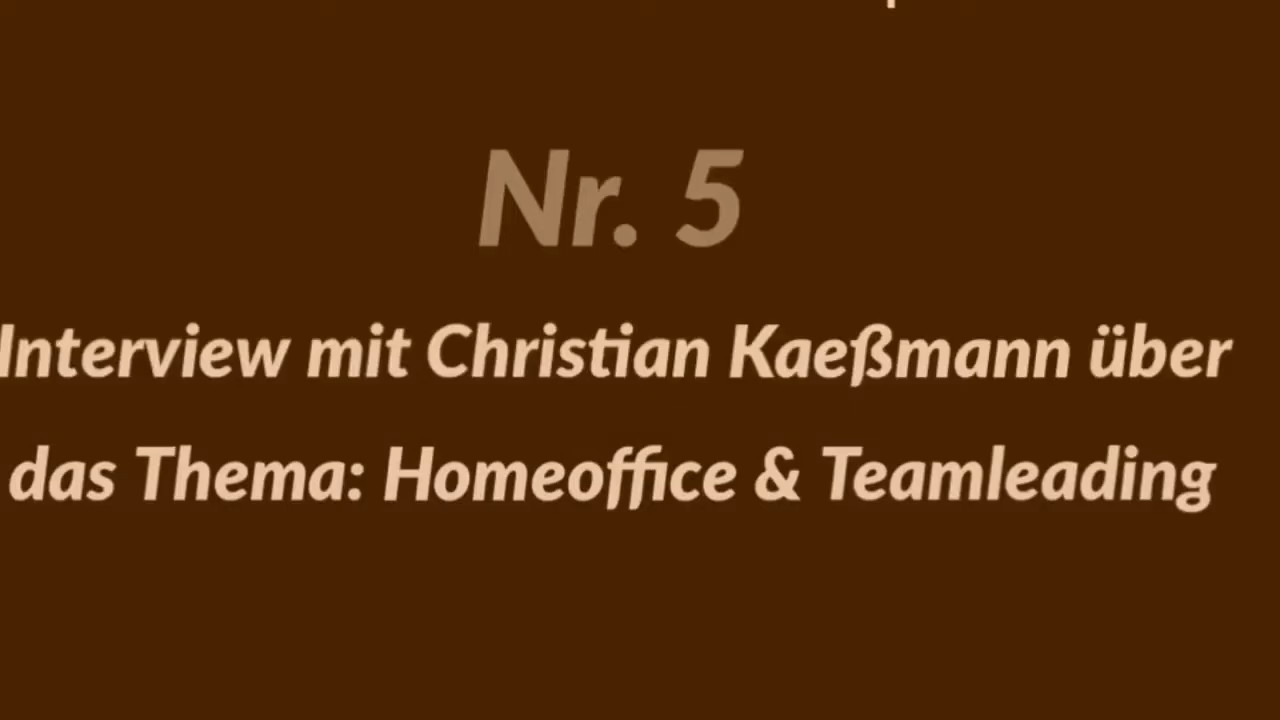 Nr. 5
Interview mit Christian Kaeßmann über
das Thema: Homeoffice & Teamleading